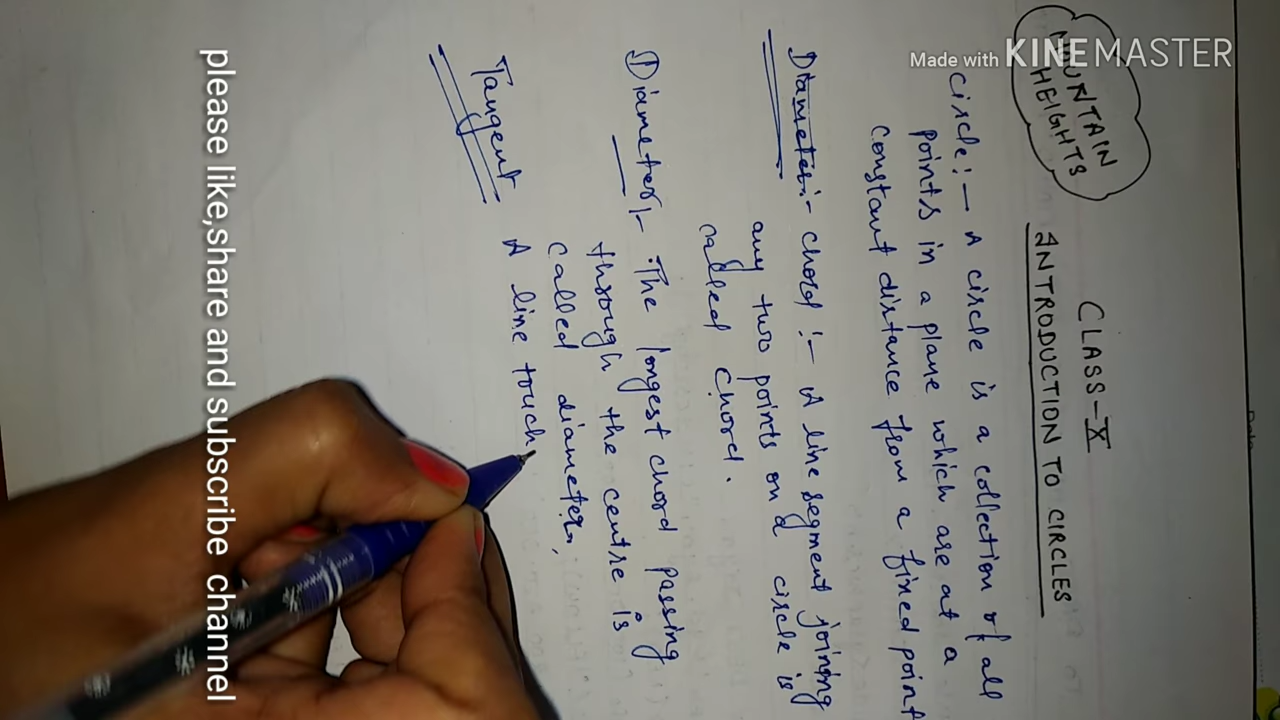 Made with KINEMASTER
MOUNTAIN
HEIGHTS
CLASS-X
INTRODUCTION TO CIRCLES
Circle:- A circle is a collection of all
points in a plane which are at a
Constant distance from a fined point
Diameter:- chord:- A line segment joining
any two points on a circle is
called chord.
Diameter:- The longest chord passing
through the centre is
called diameter.
Tangent A line touch
please like,share and subscribe channel